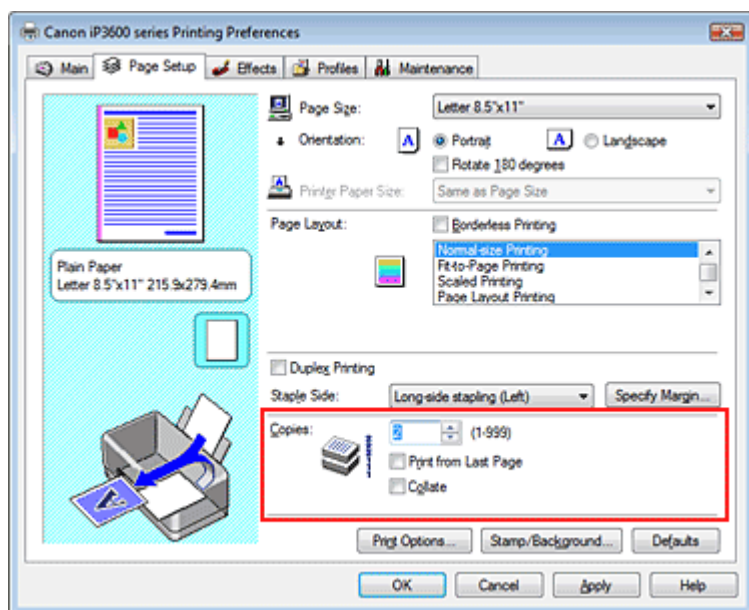 Canon iP3600 series Printing Preferences
Main Page Setup Effects Profiles Maintenance
Page Size: Letter 8.5"x11"
Orientation: A Portrait A Landscape
Rotate 180 degrees
Printer Paper Size: Same as Page Size
Page Layout: Borderless Printing
Normal-size Printing
Fit-to-Page Printing
Scaled Printing
Page Layout Printing
Plain Paper
Letter 8.5"x11" 215.9x279.4mm
Duplex Printing
Staple Side: Long-side stapling (Left) Specify Margin...
Copies: 2 (1-999)
Print from Last Page
Collate
Print Options... Stamp/Background... Defaults
OK Cancel Apply Help